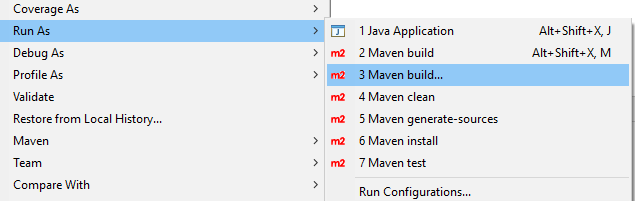 Coverage As
Run As
Debug As
Profile As
Validate
Restore from Local History...
Maven
Team
Compare With
1 Java Application Alt+Shift+X, J
m2 2 Maven build Alt+Shift+X, M
m2 3 Maven build...
m2 4 Maven clean
m2 5 Maven generate-sources
m2 6 Maven install
m2 7 Maven test
Run Configurations...